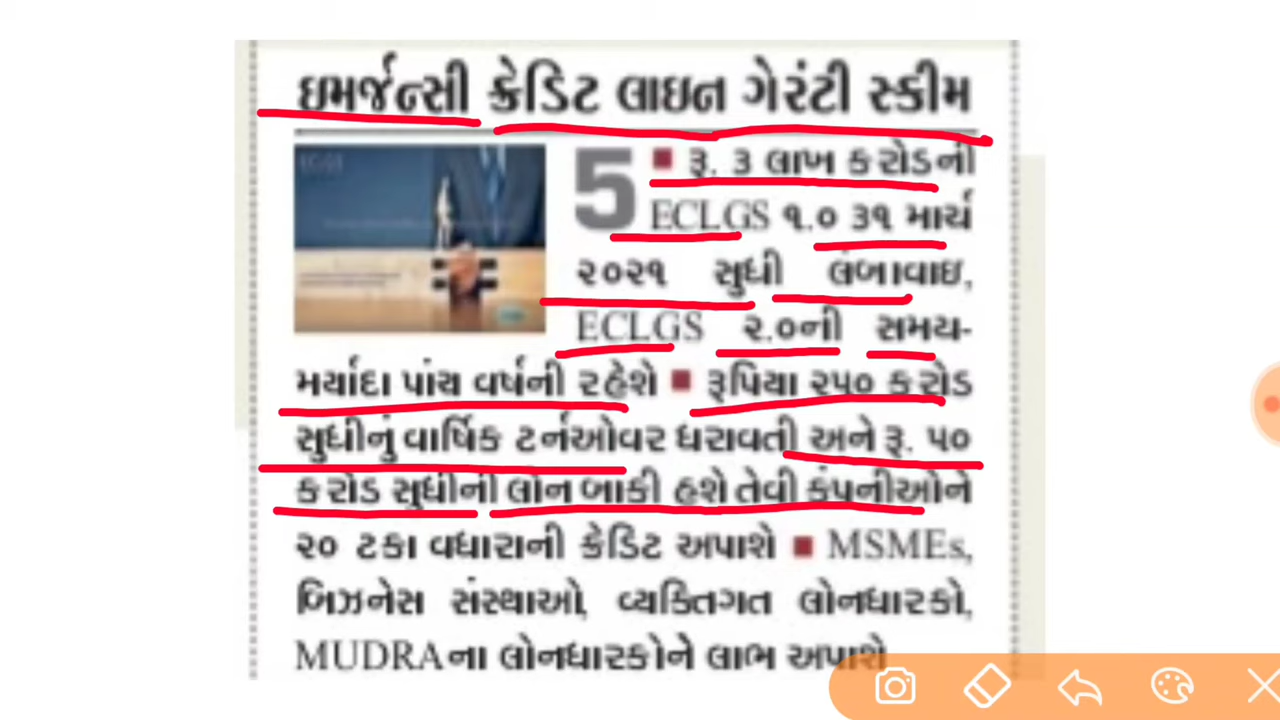 ઇમર્જન્સી ક્રેડિટ લાઇન ગેરંટી સ્કીમ
5 ■ રૂ. ૩ લાખ કરોડની
ECLGS ૧.૦ ૩૧ માર્ચ
૨૦૨૧ સુધી લંબાવાઇ,
ECLGS ૨.૦ની સમય-
મર્યાદા પાંચ વર્ષની રહેશે ■ રૂપિયા ૨૫૦ કરોડ
સુધીનું વાર્ષિક ટર્નઓવર ધરાવતી અને રૂ. ૫૦
કરોડ સુધીની લોન બાકી હશે તેવી કંપનીઓને
૨૦ ટકા વધારાની ક્રેડિટ અપાશે ■ MSMEs,
બિઝનેસ સંસ્થાઓ, વ્યક્તિગત લોનધારકો,
MUDRAના લોનધારકોને લાભ અપાશે